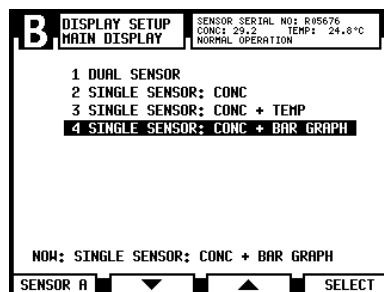 B
DISPLAY SETUP
MAIN DISPLAY
SENSOR SERIAL NO: R05676
CONC: 29.2 TEMP: 24.8°C
NORMAL OPERATION
1 DUAL SENSOR
2 SINGLE SENSOR: CONC
3 SINGLE SENSOR: CONC + TEMP
4 SINGLE SENSOR: CONC + BAR GRAPH
NOW: SINGLE SENSOR: CONC + BAR GRAPH
SENSOR A ▼ ▲ SELECT